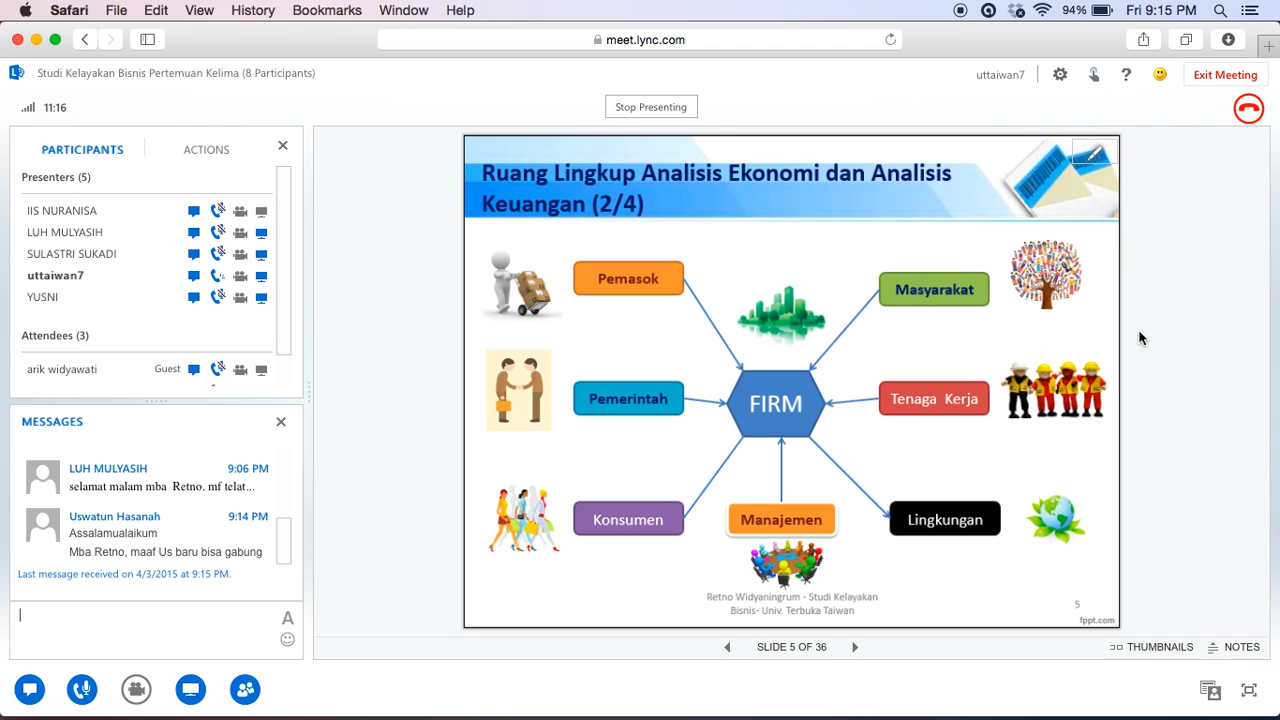 Safari File Edit View History Bookmarks Window Help 94% Fri 9:15 PM
meet.lync.com
Studi Kelayakan Bisnis Pertemuan Kelima (8 Participants) uttaiwan7 ? Exit Meeting
11:16 Stop Presenting
PARTICIPANTS ACTIONS
Presenters (5)
IIS NURANISA
LUH MULYASIH
SULASTRI SUKADI
uttaiwan7
YUSNI
Attendees (3)
arik widyawati Guest
MESSAGES
LUH MULYASIH 9:06 PM
selamat malam mba Retno. mf telat...
Uswatun Hasanah 9:14 PM
Assalamualaikum
Mba Retno, maaf Us baru bisa gabung
Last message received on 4/3/2015 at 9:15 PM.
A
Ruang Lingkup Analisis Ekonomi dan Analisis
Keuangan (2/4)
Pemasok
Masyarakat
Pemerintah
FIRM
Tenaga Kerja
Konsumen
Manajemen
Lingkungan
Retno Widyaningrum - Studi Kelayakan
Bisnis- Univ. Terbuka Taiwan
5
fppt.com
SLIDE 5 OF 36
THUMBNAILS NOTES